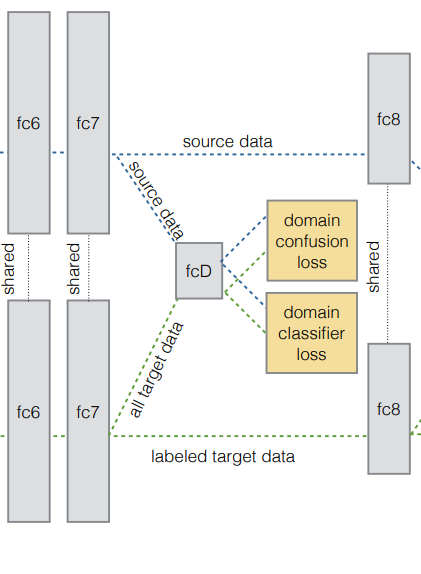 fc6
fc7
fc8
source data
source data
domain
confusion
loss
shared
shared
shared
fcD
domain
classifier
loss
all target data
fc6
fc7
fc8
labeled target data